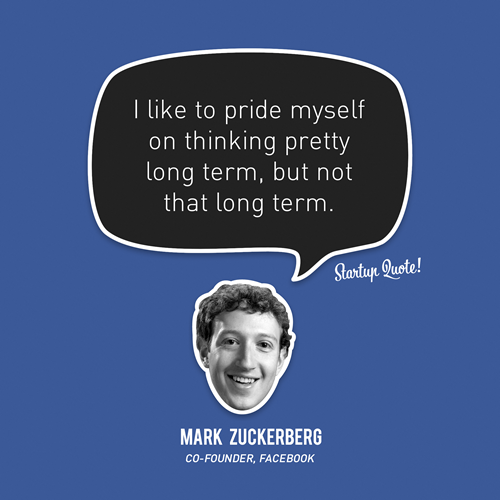 I like to pride myself
on thinking pretty
long term, but not
that long term.
Startup Quote!
MARK ZUCKERBERG
CO-FOUNDER, FACEBOOK